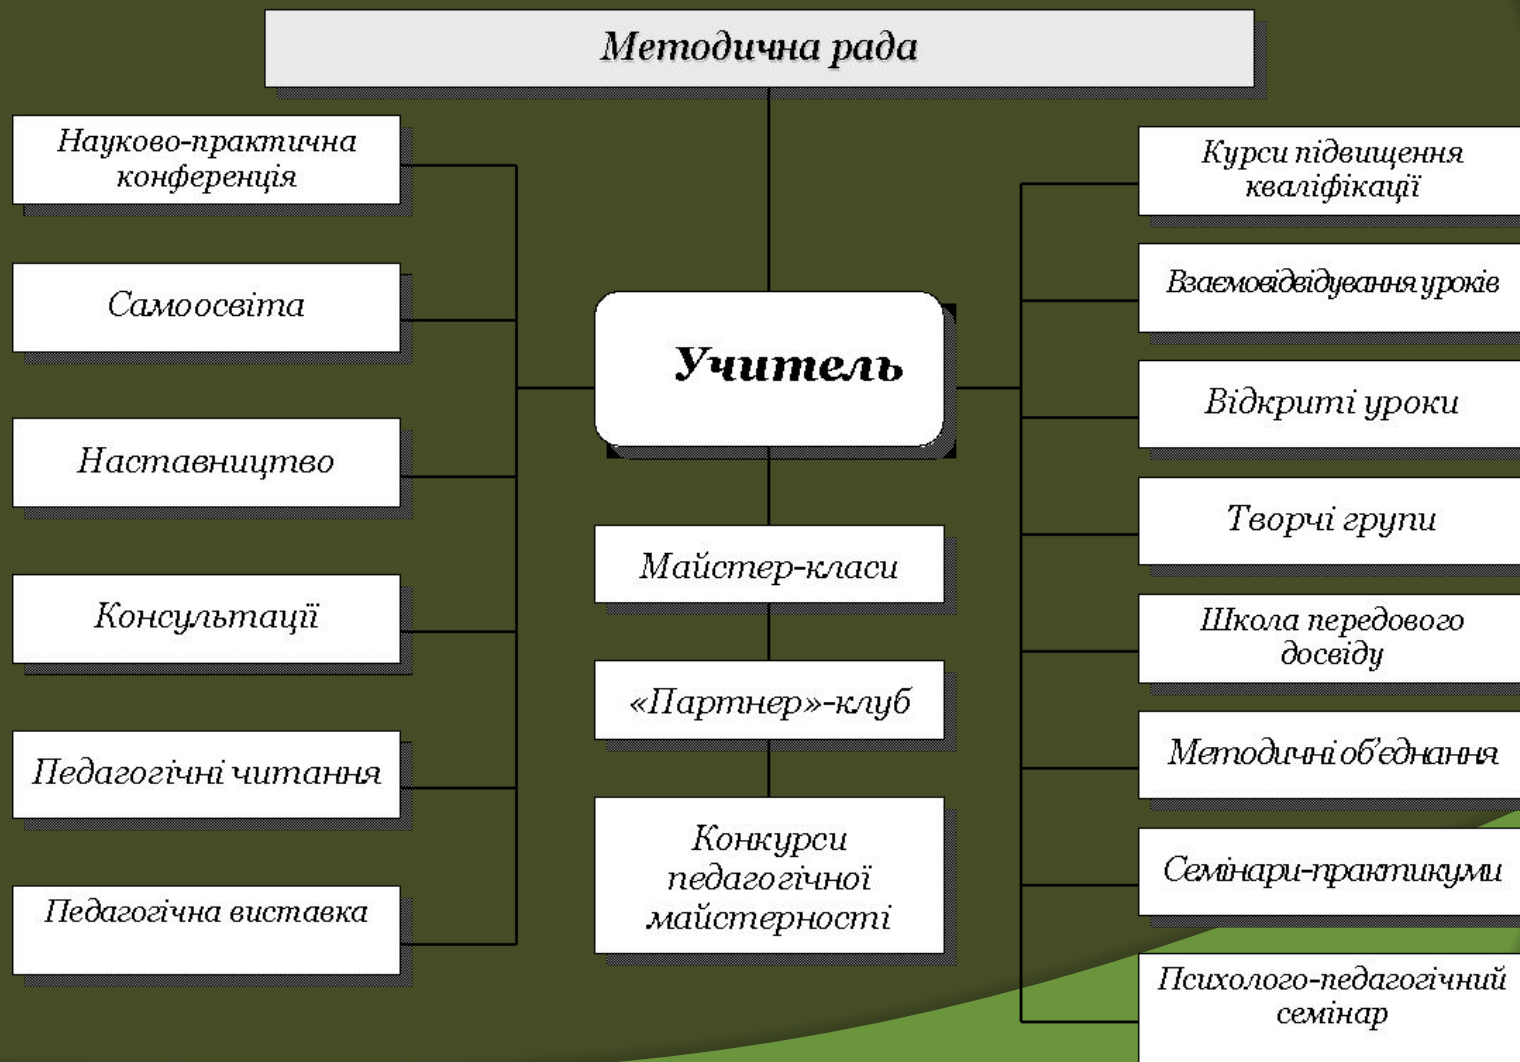 Методична рада
Науково-практична
конференція
Самоосвіта
Наставництво
Консультації
Педагогічні читання
Педагогічна виставка
Учитель
Майстер-класи
«Партнер»-клуб
Конкурси
педагогічної
майстерності
Курси підвищення
кваліфікації
Взаємовідвідування уроків
Відкриті уроки
Творчі групи
Школа передового
досвіду
Методичні об'єднання
Семінари-практикуми
Психолого-педагогічний
семінар